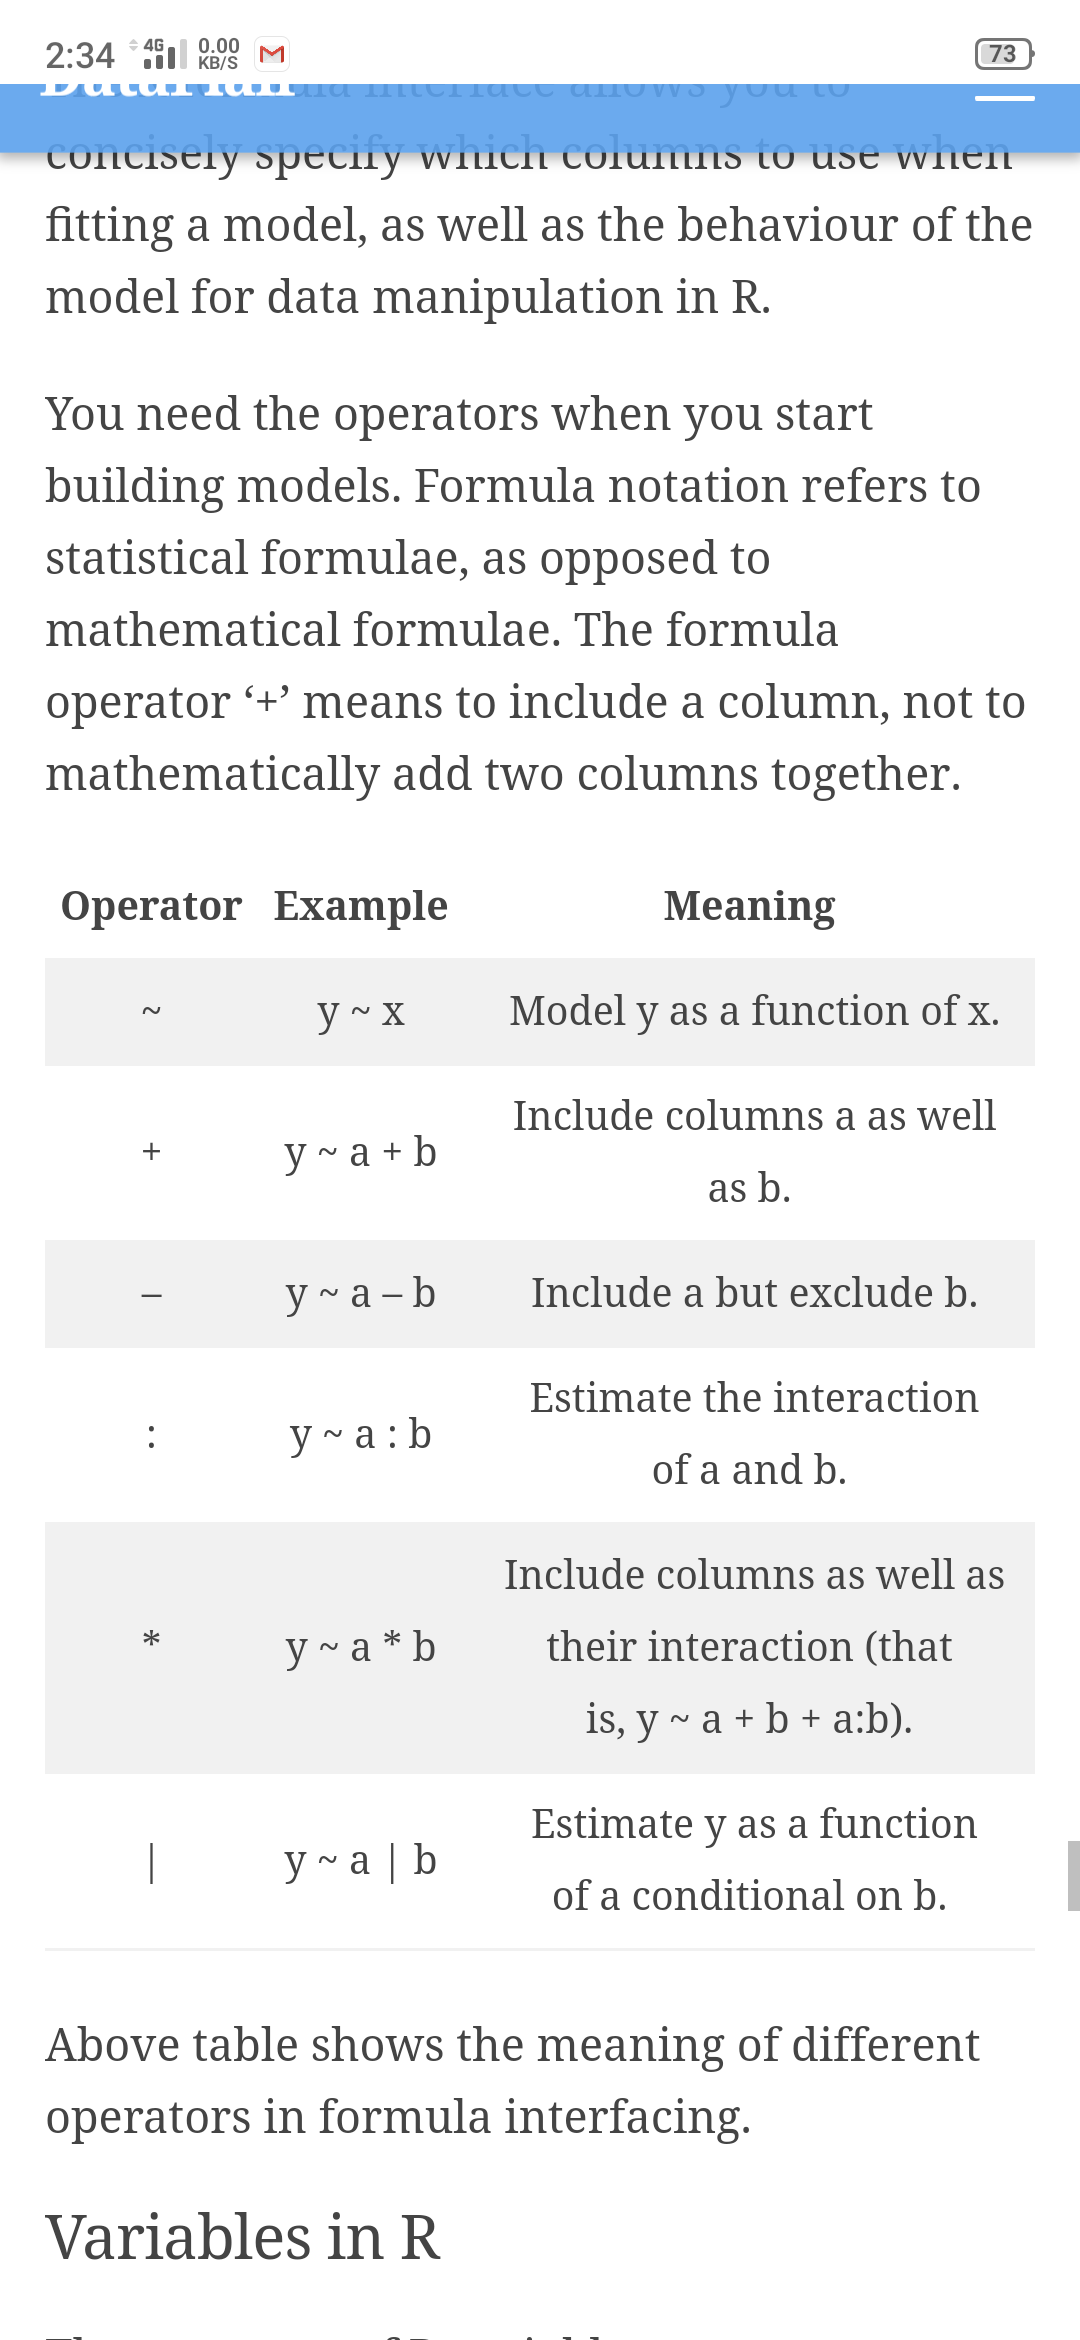 2:34 4G 0.00 KB/S 73
DataFlair
concisely specify which columns to use when
fitting a model, as well as the behaviour of the
model for data manipulation in R.
You need the operators when you start
building models. Formula notation refers to
statistical formulae, as opposed to
mathematical formulae. The formula
operator ‘+’ means to include a column, not to
mathematically add two columns together.
Operator Example Meaning
~ y ~ x Model y as a function of x.
Include columns a as well
+ y ~ a + b
as b.
– y ~ a – b Include a but exclude b.
Estimate the interaction
: y ~ a : b
of a and b.
Include columns as well as
* y ~ a * b their interaction (that
is, y ~ a + b + a:b).
Estimate y as a function
| y ~ a | b
of a conditional on b.
Above table shows the meaning of different
operators in formula interfacing.
Variables in R